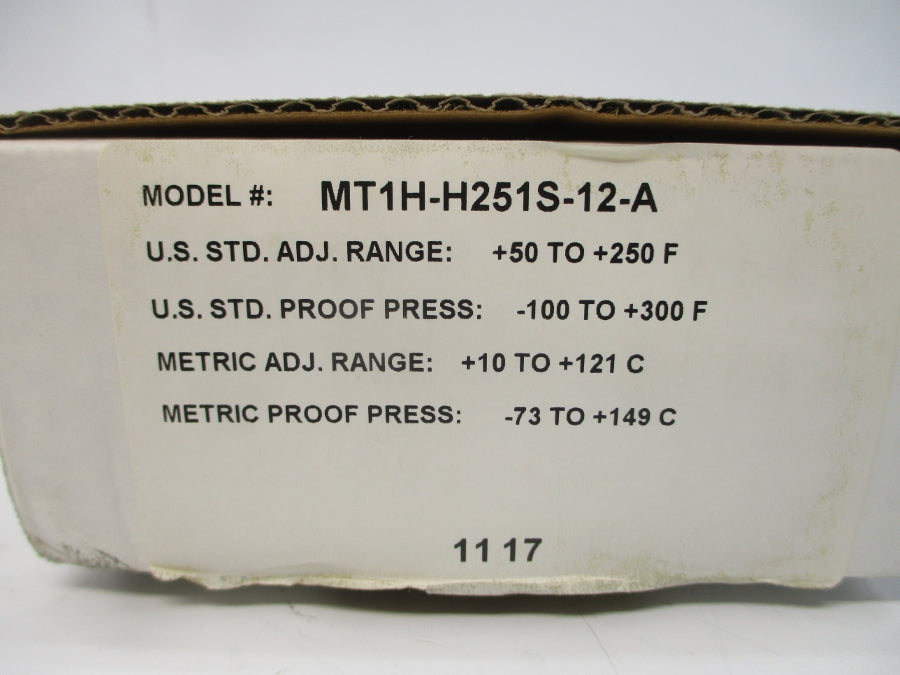 MODEL #: MT1H-H251S-12-A
U.S. STD. ADJ. RANGE: +50 TO +250 F
U.S. STD. PROOF PRESS: -100 TO +300 F
METRIC ADJ. RANGE: +10 TO +121 C
METRIC PROOF PRESS: -73 TO +149 C
11 17